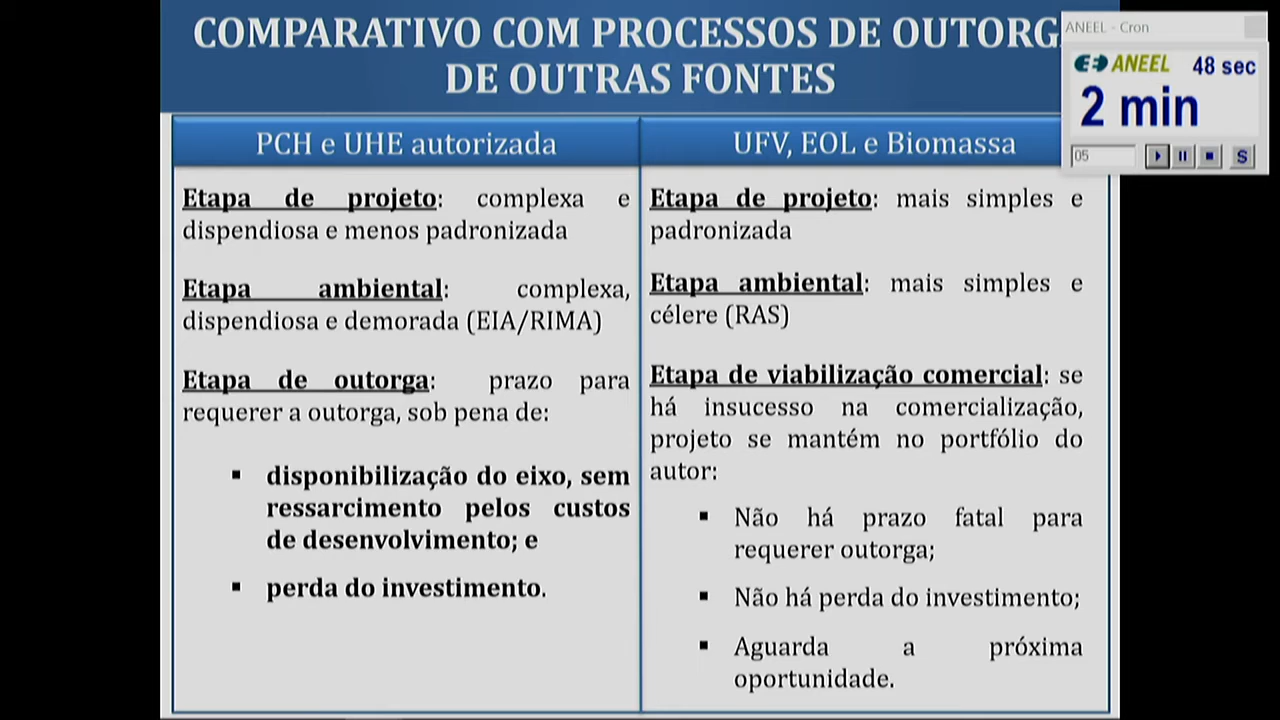 COMPARATIVO COM PROCESSOS DE OUTORG
DE OUTRAS FONTES
ANEEL - Cron
ANEEL 48 sec
2 min
05
S
PCH e UHE autorizada
Etapa de projeto: complexa e
dispendiosa e menos padronizada
Etapa ambiental: complexa,
dispendiosa e demorada (EIA/RIMA)
Etapa de outorga: prazo para
requerer a outorga, sob pena de:
▪ disponibilização do eixo, sem
ressarcimento pelos custos
de desenvolvimento; e
▪ perda do investimento.
UFV, EOL e Biomassa
Etapa de projeto: mais simples e
padronizada
Etapa ambiental: mais simples e
célere (RAS)
Etapa de viabilização comercial: se
há insucesso na comercialização,
projeto se mantém no portfólio do
autor:
▪ Não há prazo fatal para
requerer outorga;
▪ Não há perda do investimento;
▪ Aguarda a próxima
oportunidade.